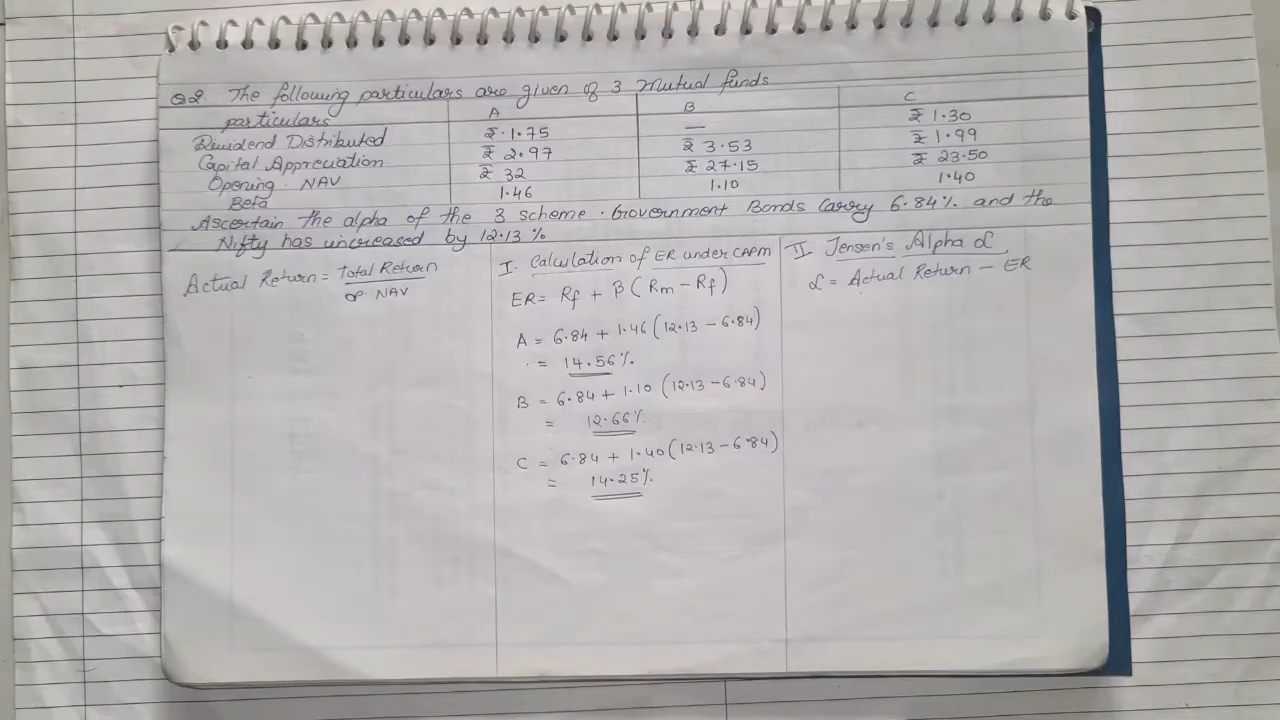 Q2. The following particulars are given of 3 Mutual funds
particulars A B C
Dividend Distributed ₹.1.75 — ₹ 1.30
Capital Appreciation ₹ 2.97 ₹ 3.53 ₹ 1.99
Opening NAV ₹ 32 ₹ 27.15 ₹ 23.50
Beta 1.46 1.10 1.40
Ascertain the alpha of the 3 scheme. Government Bonds Carry 6.84% and the
Nifty has increased by 12.13%
Actual Return = Total Return
OP NAV
I. Calculation of ER under CAPM
ER = Rf + β (Rm - Rf)
A = 6.84 + 1.46 (12.13 - 6.84)
= 14.56%.
B = 6.84 + 1.10 (12.13 - 6.84)
= 12.66%.
C = 6.84 + 1.40 (12.13 - 6.84)
= 14.25%.
II. Jensen's Alpha α
α = Actual Return - ER